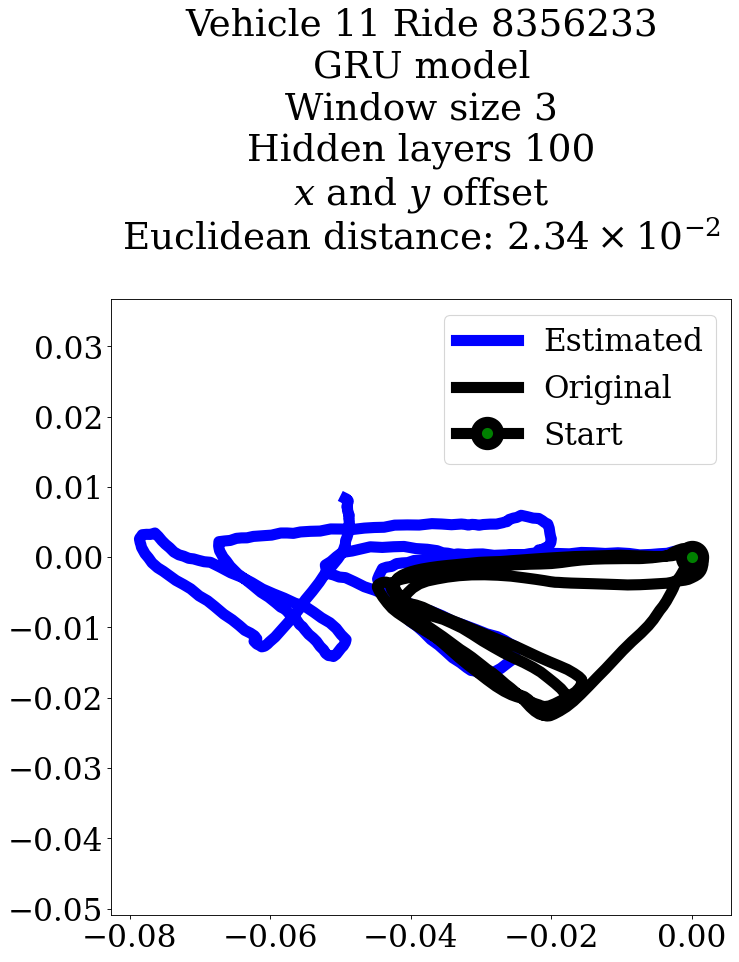 Vehicle 11 Ride 8356233
GRU model
Window size 3
Hidden layers 100
x and y offset
Euclidean distance: 2.34 × 10⁻²
Estimated
Original
Start
0.03
0.02
0.01
0.00
−0.01
−0.02
−0.03
−0.04
−0.05
−0.08 −0.06 −0.04 −0.02 0.00